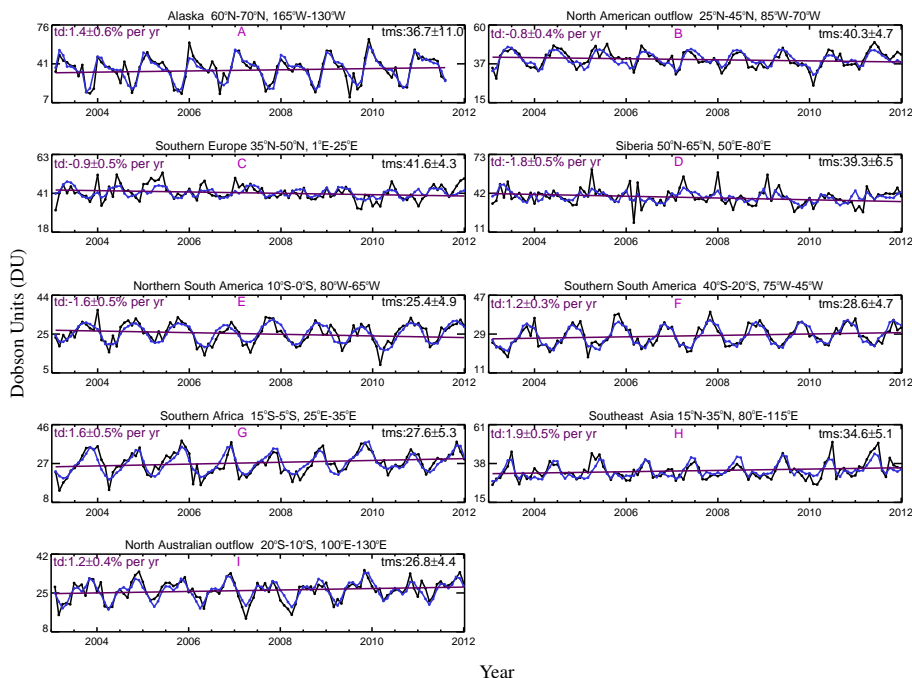 Alaska 60°N-70°N, 165°W-130°W
td:1.4±0.6% per yr A tms:36.7±11.0
76
41
7
2004 2006 2008 2010 2012
North American outflow 25°N-45°N, 85°W-70°W
td:-0.8±0.4% per yr B tms:40.3±4.7
60
37
15
2004 2006 2008 2010 2012
Southern Europe 35°N-50°N, 1°E-25°E
td:-0.9±0.5% per yr C tms:41.6±4.3
63
41
18
2004 2006 2008 2010 2012
Siberia 50°N-65°N, 50°E-80°E
td:-1.8±0.5% per yr D tms:39.3±6.5
73
42
11
2004 2006 2008 2010 2012
Dobson Units (DU)
Northern South America 10°S-0°S, 80°W-65°W
td:-1.6±0.5% per yr E tms:25.4±4.9
44
25
5
2004 2006 2008 2010 2012
Southern South America 40°S-20°S, 75°W-45°W
td:1.2±0.3% per yr F tms:28.6±4.7
47
29
11
2004 2006 2008 2010 2012
Southern Africa 15°S-5°S, 25°E-35°E
td:1.6±0.5% per yr G tms:27.6±5.3
46
27
8
2004 2006 2008 2010 2012
Southeast Asia 15°N-35°N, 80°E-115°E
td:1.9±0.5% per yr H tms:34.6±5.1
61
38
15
2004 2006 2008 2010 2012
North Australian outflow 20°S-10°S, 100°E-130°E
td:1.2±0.4% per yr I tms:26.8±4.4
42
25
8
2004 2006 2008 2010 2012
Year